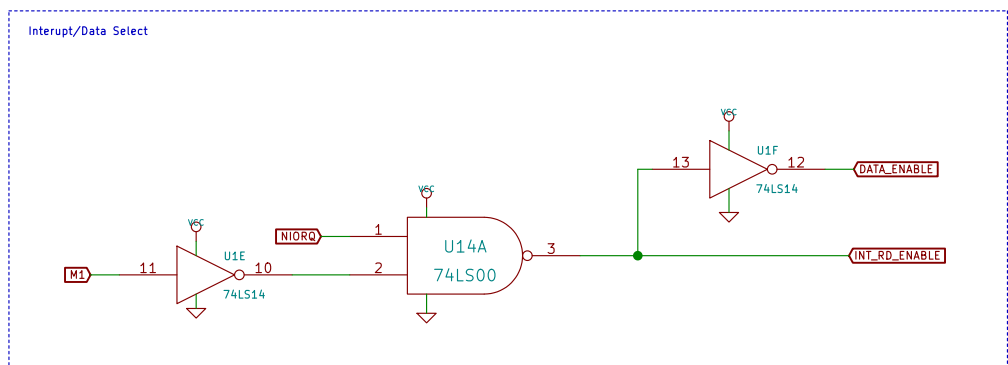 Interupt/Data Select
VCC
U1F
13
12
74LS14
DATA_ENABLE
VCC
NIORQ
1
U14A
3
2
74LS00
INT_RD_ENABLE
VCC
U1E
M1
11
10
74LS14